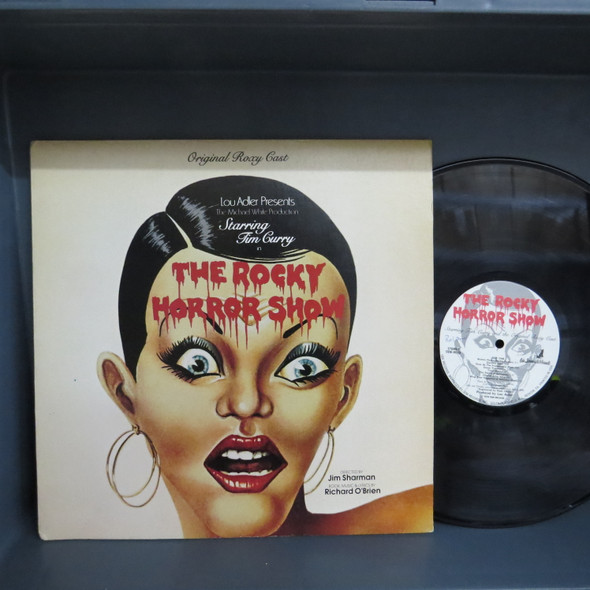 Original Roxy Cast
Lou Adler Presents
The Michael White Production
Starring
Tim Curry
in
THE ROCKY
HORROR SHOW
DIRECTED BY
Jim Sharman
BOOK, MUSIC & LYRICS BY
Richard O'Brien
THE ROCKY
HORROR SHOW